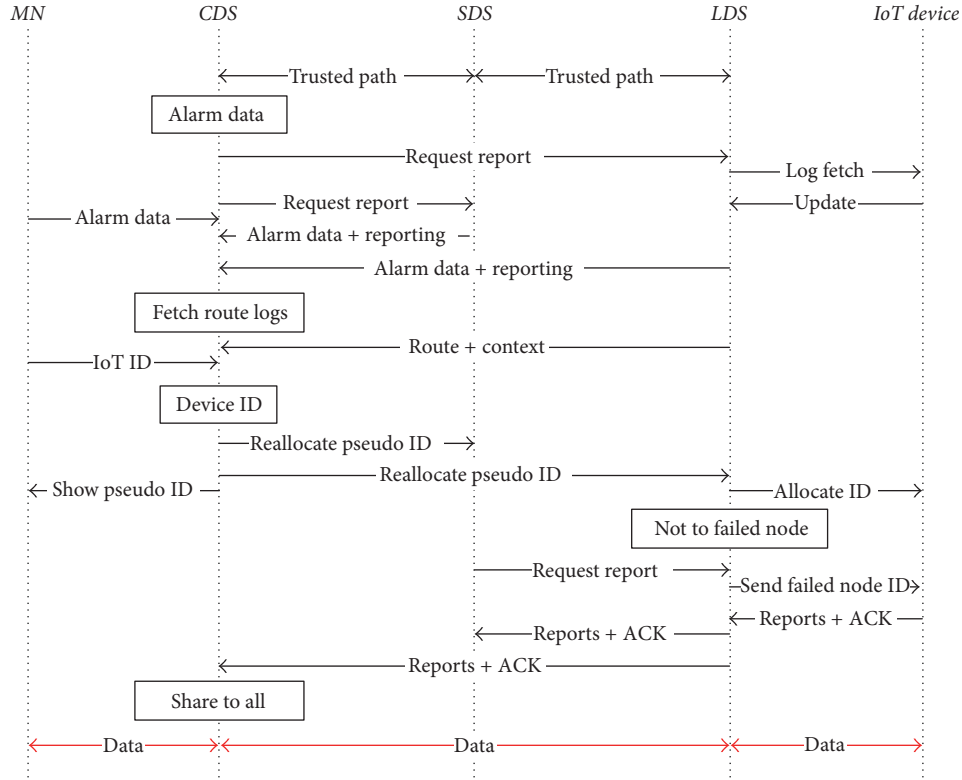 MN CDS SDS LDS IoT device
Trusted path Trusted path
Alarm data
Request report
Log fetch
Request report Update
Alarm data
Alarm data + reporting
Alarm data + reporting
Fetch route logs
Route + context
IoT ID
Device ID
Reallocate pseudo ID
Reallocate pseudo ID
Show pseudo ID Allocate ID
Not to failed node
Request report
Send failed node ID
Reports + ACK
Reports + ACK
Reports + ACK
Share to all
Data Data Data